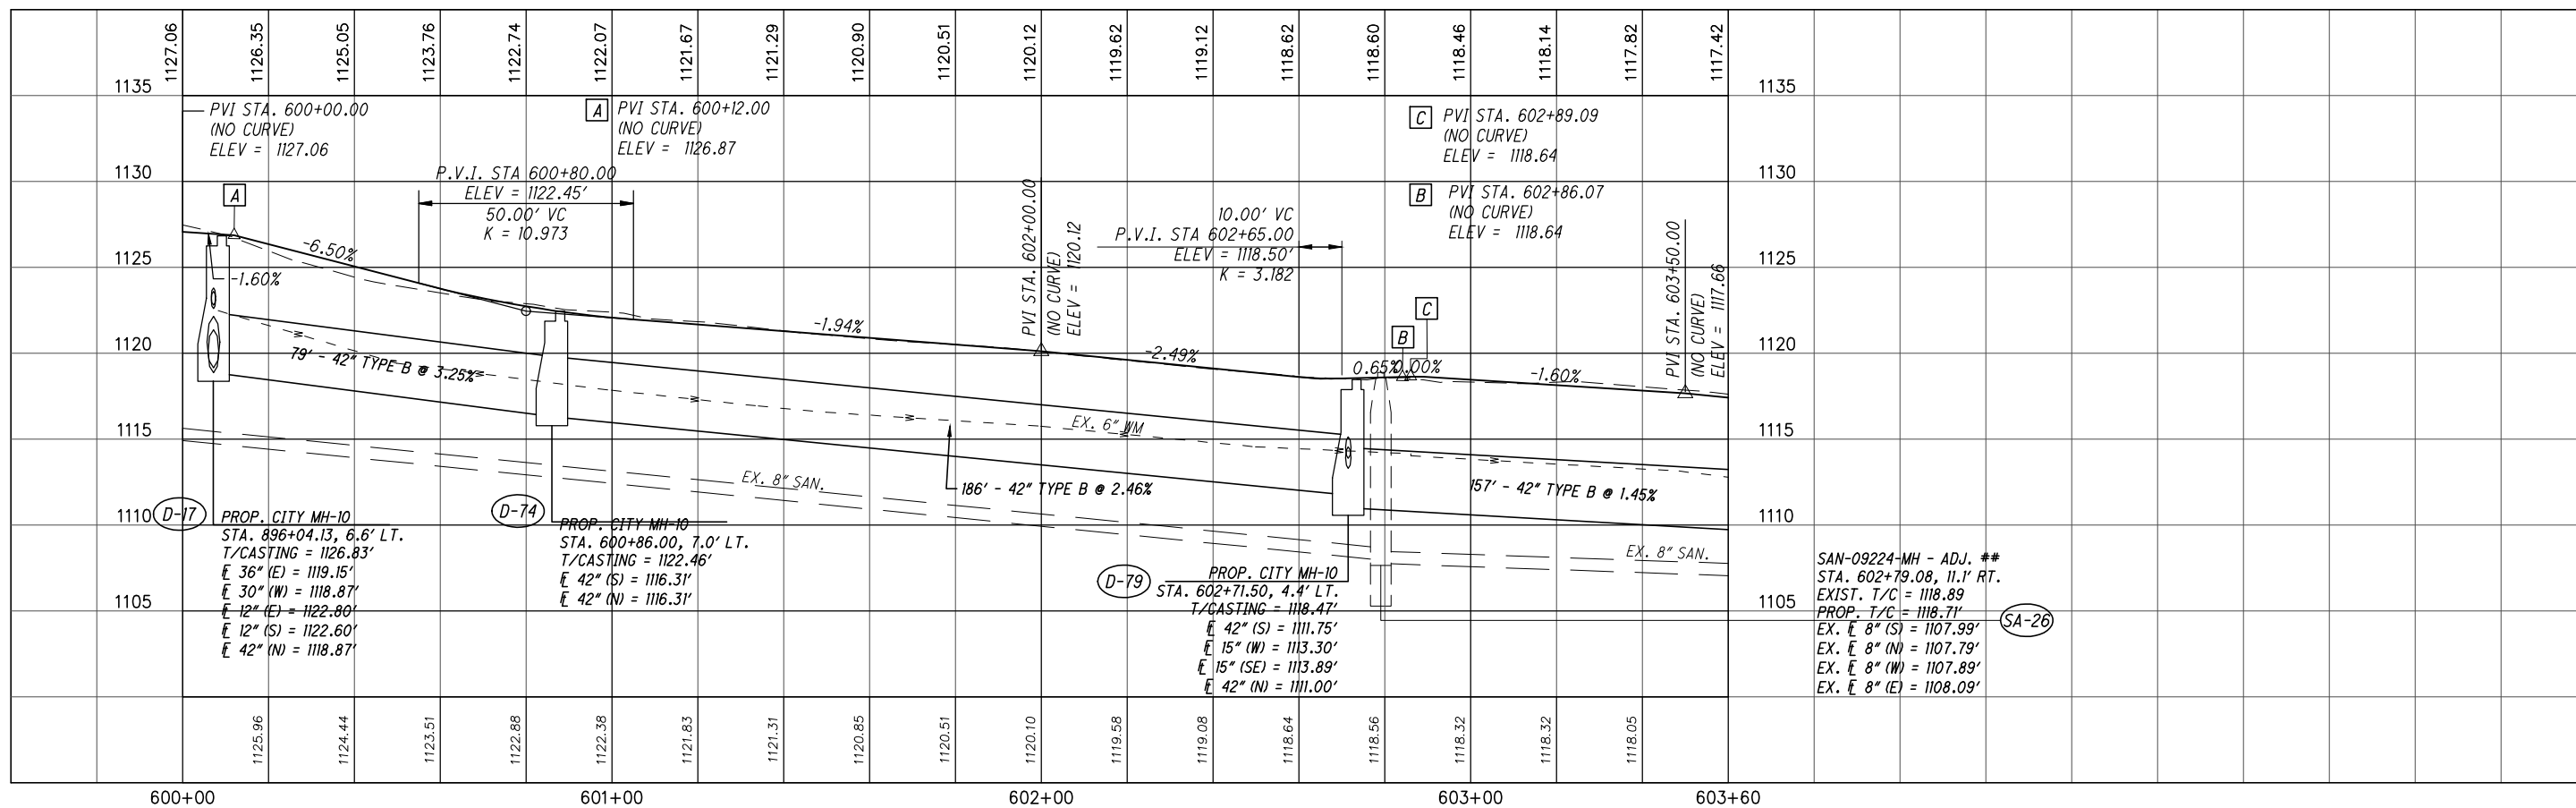 1127.06 1126.35 1125.05 1123.76 1122.74 1122.07 1121.67 1121.29 1120.90 1120.51 1120.12 1119.62 1119.12 1118.62 1118.60 1118.46 1118.14 1117.82 1117.42
1135 1135
PVI STA. 600+00.00
(NO CURVE)
ELEV = 1127.06
A PVI STA. 600+12.00
(NO CURVE)
ELEV = 1126.87
C PVI STA. 602+89.09
(NO CURVE)
ELEV = 1118.64
1130 1130
P.V.I. STA 600+80.00
ELEV = 1122.45'
50.00' VC
K = 10.973
A
PVI STA. 602+00.00
(NO CURVE)
ELEV = 1120.12
10.00' VC
P.V.I. STA 602+65.00
ELEV = 1118.50'
K = 3.182
B PVI STA. 602+86.07
(NO CURVE)
ELEV = 1118.64
PVI STA. 603+50.00
(NO CURVE)
ELEV = 1117.66
-6.50%
1125 1125
-1.60%
C
B
-1.94%
-2.49%
0.65%
0.00%
-1.60%
1120 1120
79' - 42" TYPE B @ 3.25%
EX. 6" WM
1115 1115
EX. 8" SAN.
186' - 42" TYPE B @ 2.46%
157' - 42" TYPE B @ 1.45%
1110 1110
D-17
PROP. CITY MH-10
STA. 896+04.13, 6.6' LT.
T/CASTING = 1126.83'
FL 36" (E) = 1119.15'
FL 30" (W) = 1118.87'
FL 12" (E) = 1122.80'
FL 12" (S) = 1122.60'
FL 42" (N) = 1118.87'
D-74
PROP. CITY MH-10
STA. 600+86.00, 7.0' LT.
T/CASTING = 1122.46'
FL 42" (S) = 1116.31'
FL 42" (N) = 1116.31'
D-79
PROP. CITY MH-10
STA. 602+71.50, 4.4' LT.
T/CASTING = 1118.47'
FL 42" (S) = 1111.75'
FL 15" (W) = 1113.30'
FL 15" (SE) = 1113.89'
FL 42" (N) = 1111.00'
EX. 8" SAN.
SAN-09224-MH - ADJ. ##
STA. 602+79.08, 11.1' RT.
EXIST. T/C = 1118.89
PROP. T/C = 1118.71'
EX. FL 8" (S) = 1107.99'
EX. FL 8" (N) = 1107.79'
EX. FL 8" (W) = 1107.89'
EX. FL 8" (E) = 1108.09'
SA-26
1105 1105
1125.96 1124.44 1123.51 1122.88 1122.38 1121.83 1121.31 1120.85 1120.51 1120.10 1119.58 1119.08 1118.64 1118.56 1118.32 1118.32 1118.05
600+00 601+00 602+00 603+00 603+60